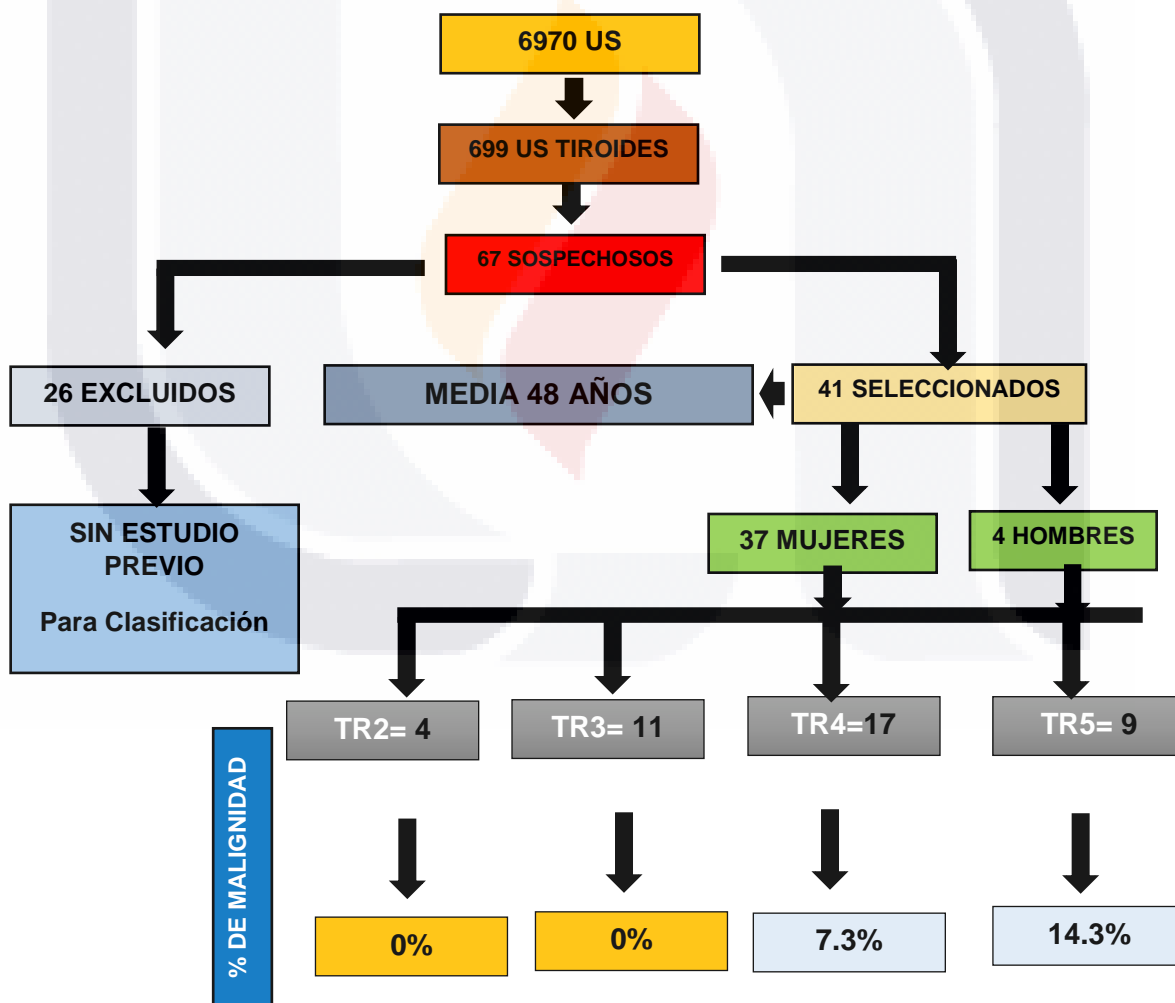 6970 US
699 US TIROIDES
67 SOSPECHOSOS
26 EXCLUIDOS
MEDIA 48 AÑOS
41 SELECCIONADOS
SIN ESTUDIO
PREVIO
Para Clasificación
37 MUJERES
4 HOMBRES
TR2= 4
TR3= 11
TR4=17
TR5= 9
% DE MALIGNIDAD
0%
0%
7.3%
14.3%